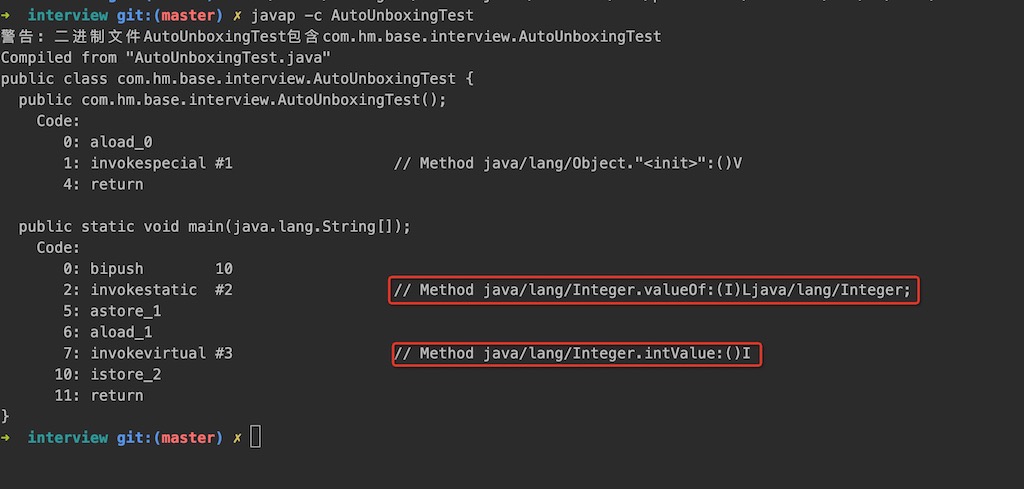 → interview git:(master) ✗ javap -c AutoUnboxingTest
警告: 二进制文件AutoUnboxingTest包含com.hm.base.interview.AutoUnboxingTest
Compiled from "AutoUnboxingTest.java"
public class com.hm.base.interview.AutoUnboxingTest {
  public com.hm.base.interview.AutoUnboxingTest();
    Code:
       0: aload_0
       1: invokespecial #1                  // Method java/lang/Object."<init>":()V
       4: return

  public static void main(java.lang.String[]);
    Code:
       0: bipush        10
       2: invokestatic  #2                  // Method java/lang/Integer.valueOf:(I)Ljava/lang/Integer;
       5: astore_1
       6: aload_1
       7: invokevirtual #3                  // Method java/lang/Integer.intValue:()I
      10: istore_2
      11: return
}
→ interview git:(master) ✗